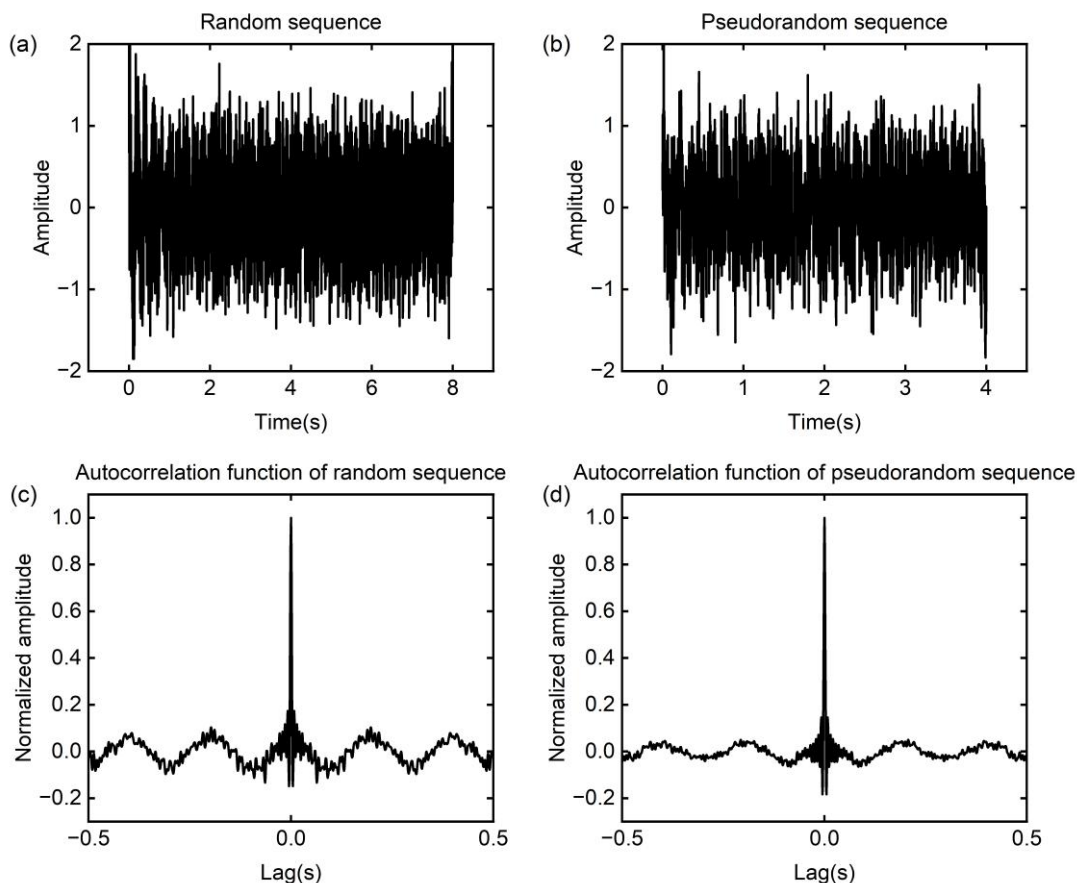 Random sequence
(a)
2
1
0
−1
−2
Amplitude
0 2 4 6 8
Time(s)
Pseudorandom sequence
(b)
2
1
0
−1
−2
Amplitude
0 1 2 3 4
Time(s)
Autocorrelation function of random sequence
(c)
1.0
0.8
0.6
0.4
0.2
0.0
−0.2
Normalized amplitude
−0.5 0.0 0.5
Lag(s)
Autocorrelation function of pseudorandom sequence
(d)
1.0
0.8
0.6
0.4
0.2
0.0
−0.2
Normalized amplitude
−0.5 0.0 0.5
Lag(s)